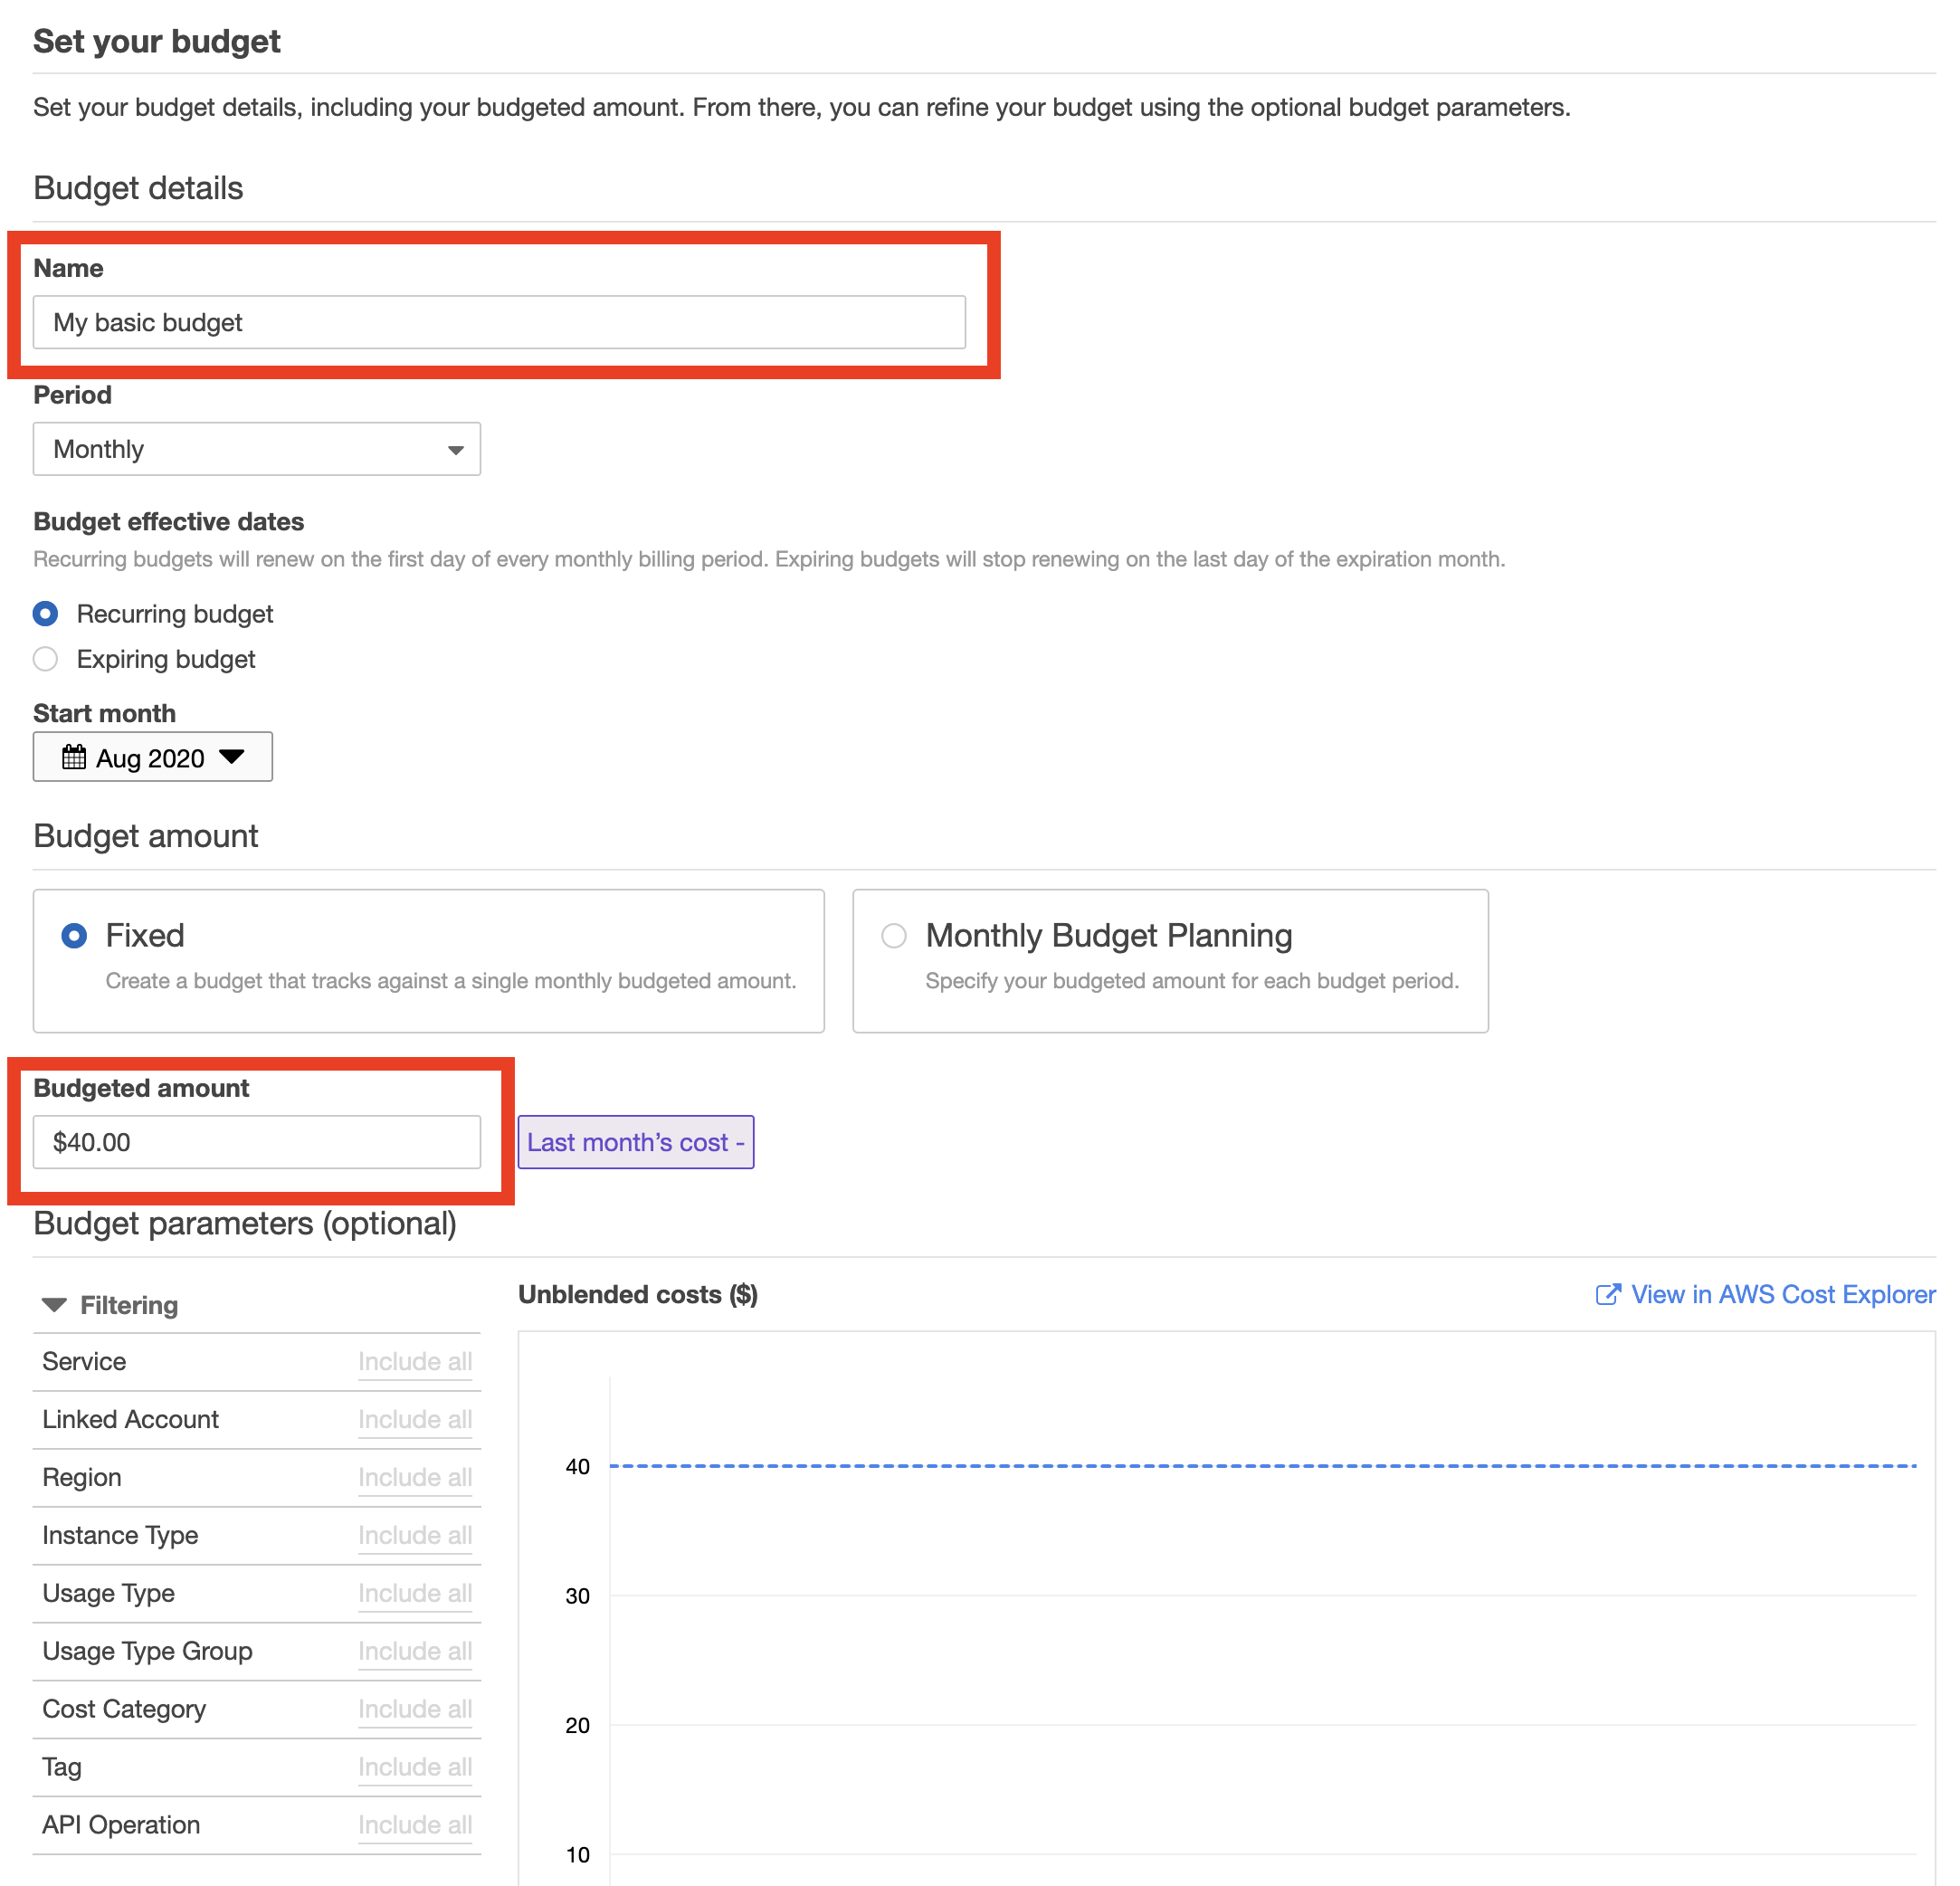 Set your budget
Set your budget details, including your budgeted amount. From there, you can refine your budget using the optional budget parameters.
Budget details
Name
My basic budget
Period
Monthly
Budget effective dates
Recurring budgets will renew on the first day of every monthly billing period. Expiring budgets will stop renewing on the last day of the expiration month.
Recurring budget
Expiring budget
Start month
Aug 2020
Budget amount
Fixed
Create a budget that tracks against a single monthly budgeted amount.
Monthly Budget Planning
Specify your budgeted amount for each budget period.
Budgeted amount
$40.00
Last month’s cost -
Budget parameters (optional)
Filtering
Service Include all
Linked Account Include all
Region Include all
Instance Type Include all
Usage Type Include all
Usage Type Group Include all
Cost Category Include all
Tag Include all
API Operation Include all
Unblended costs ($)
View in AWS Cost Explorer
40
30
20
10